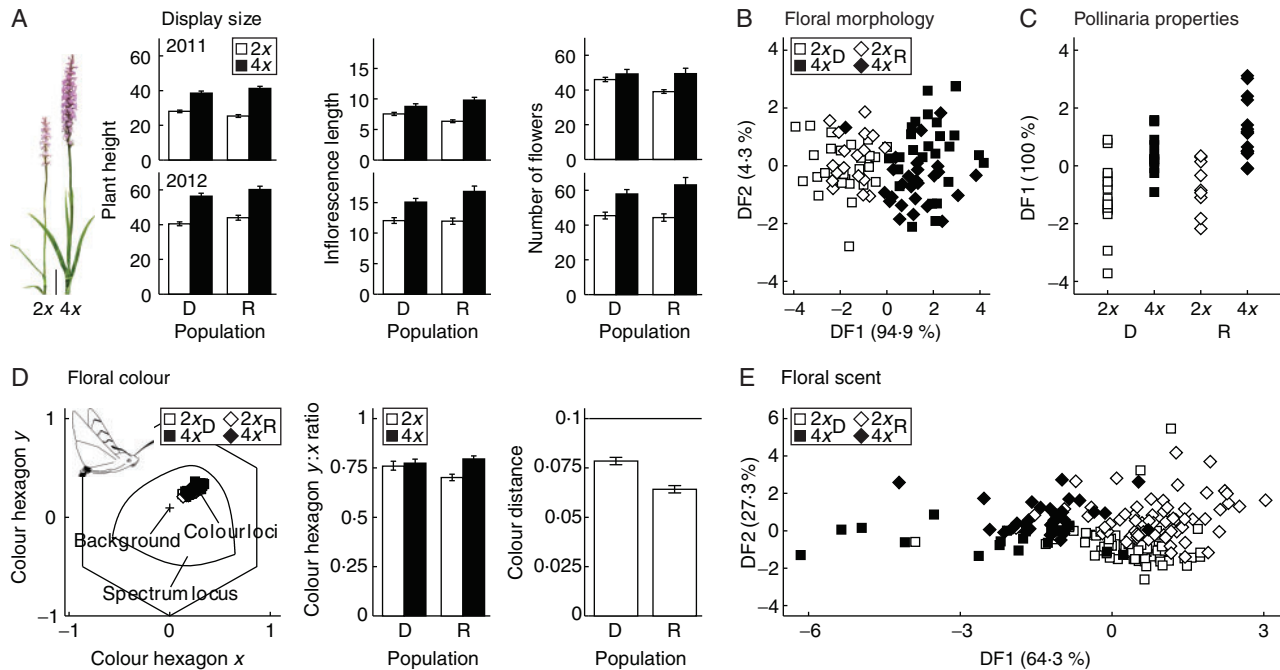 A
Display size
2011
2x
4x
Plant height
60
40
20
0
2012
60
40
20
0
D
R
Population
2x 4x
Inflorescence length
15
10
5
0
15
10
5
0
D
R
Population
Number of flowers
60
40
20
0
60
40
20
0
D
R
Population
B
Floral morphology
2xD
2xR
4xD
4xR
DF2 (4·3 %)
4
2
0
−2
−4
−4
−2
0
2
4
DF1 (94·9 %)
C
Pollinaria properties
DF1 (100 %)
4
2
0
−2
−4
2x
4x
2x
4x
D
R
D
Floral colour
2xD
2xR
4xD
4xR
Colour hexagon y
1
0
−1
−1
0
1
Background
Colour loci
Spectrum locus
Colour hexagon x
2x
4x
Colour hexagon y:x ratio
1
0·75
0·5
0·25
0
D
R
Population
Colour distance
0·1
0·075
0·05
0·025
0
D
R
Population
E
Floral scent
2xD
2xR
4xD
4xR
DF2 (27·3 %)
6
4
2
0
−2
−4
−6
−3
0
3
DF1 (64·3 %)